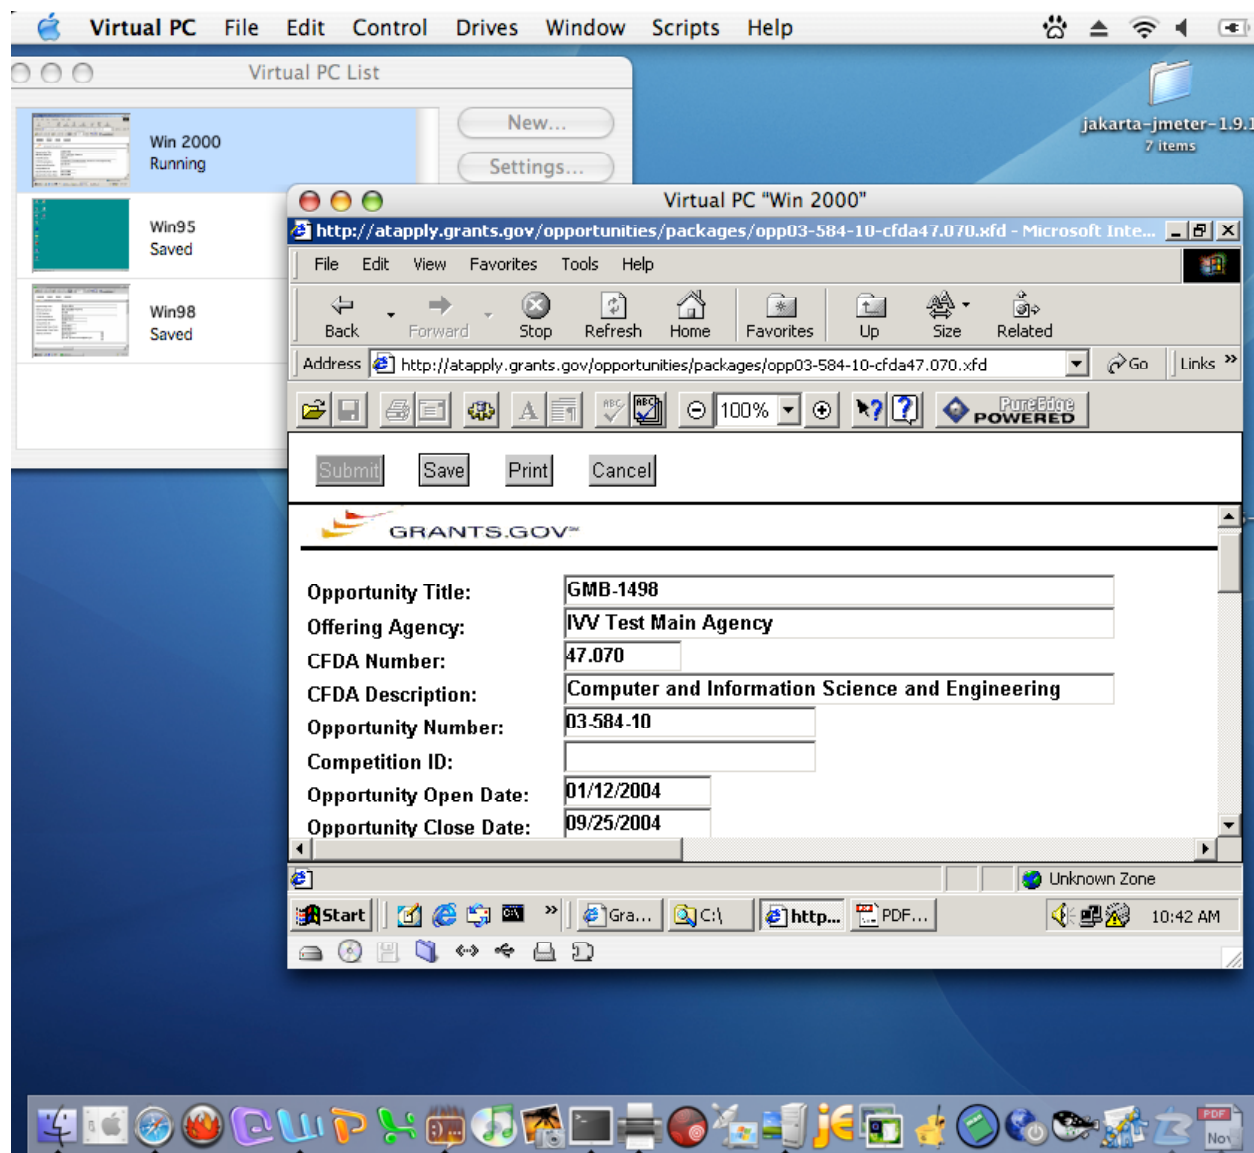 Virtual PC File Edit Control Drives Window Scripts Help
Virtual PC List
jakarta-jmeter-1.9.1
7 items
Win 2000
Running
New...
Settings...
Win95
Saved
Win98
Saved
Virtual PC "Win 2000"
http://atapply.grants.gov/opportunities/packages/opp03-584-10-cfda47.070.xfd - Microsoft Inte...
File Edit View Favorites Tools Help
Back Forward Stop Refresh Home Favorites Up Size Related
Address http://atapply.grants.gov/opportunities/packages/opp03-584-10-cfda47.070.xfd Go Links »
100% PureEdge POWERED
Submit Save Print Cancel
GRANTS.GOV℠
Opportunity Title: GMB-1498
Offering Agency: IVV Test Main Agency
CFDA Number: 47.070
CFDA Description: Computer and Information Science and Engineering
Opportunity Number: 03-584-10
Competition ID:
Opportunity Open Date: 01/12/2004
Opportunity Close Date: 09/25/2004
Unknown Zone
Start » Gra... C:\ http... PDF... 10:42 AM
PDF
Nov